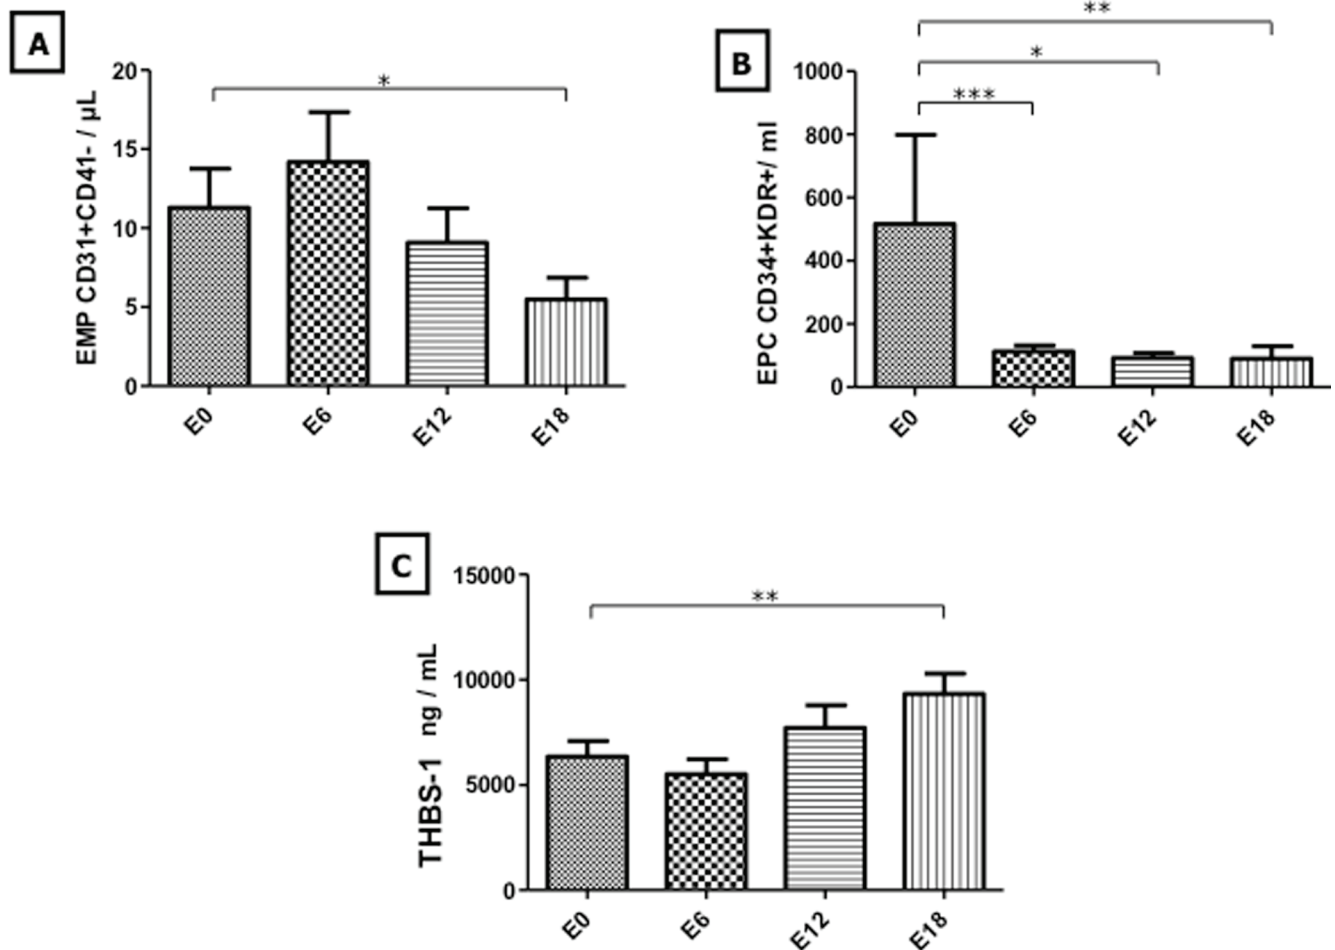 A
EMP CD31+CD41- / µL
20
15
10
5
0
*
E0
E6
E12
E18
B
EPC CD34+KDR+/ ml
1000
800
600
400
200
0
**
*
***
E0
E6
E12
E18
C
THBS-1 ng / mL
15000
10000
5000
0
**
E0
E6
E12
E18